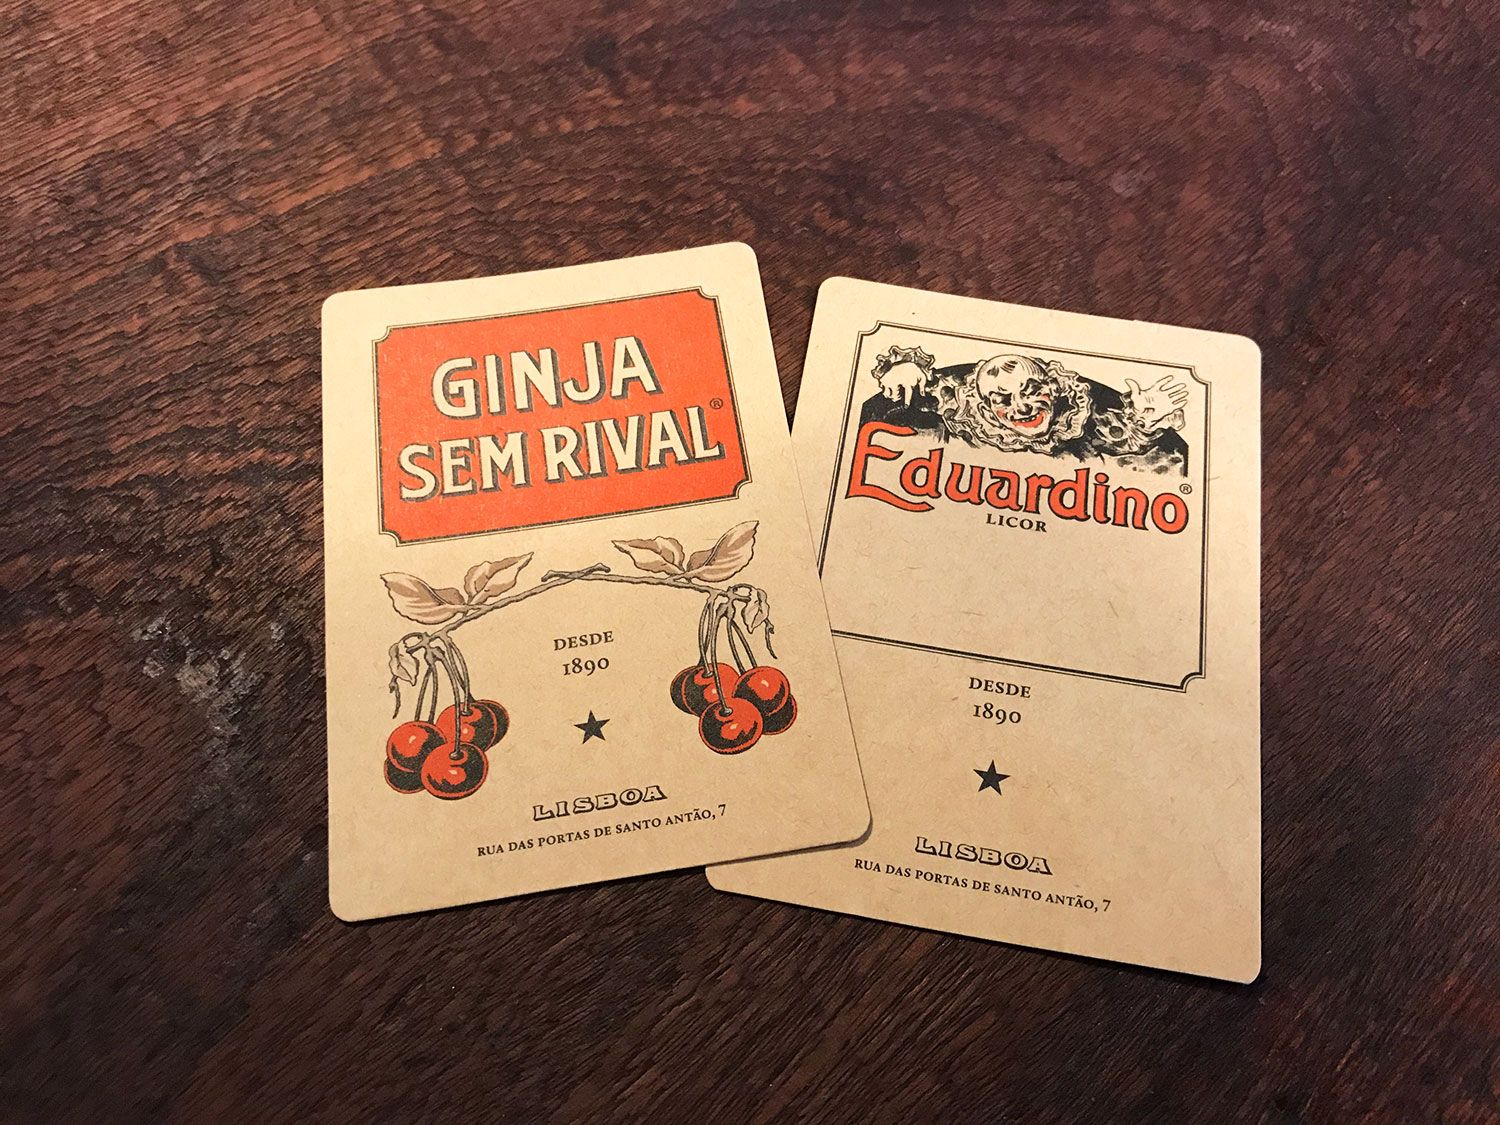 GINJA
SEM RIVAL®
DESDE
1890
LISBOA
RUA DAS PORTAS DE SANTO ANTÃO, 7
Eduardino®
LICOR
DESDE
1890
LISBOA
RUA DAS PORTAS DE SANTO ANTÃO, 7